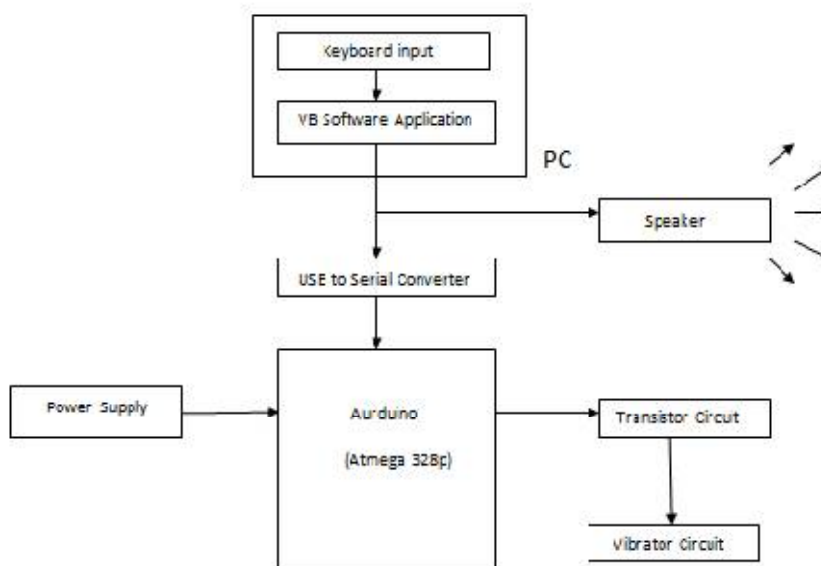 Keyboard input
VB Software Application
PC
Speaker
USE to Serial Converter
Power Supply
Aurduino
(Atmega 328p)
Transistor Circut
Vibrator Circuit